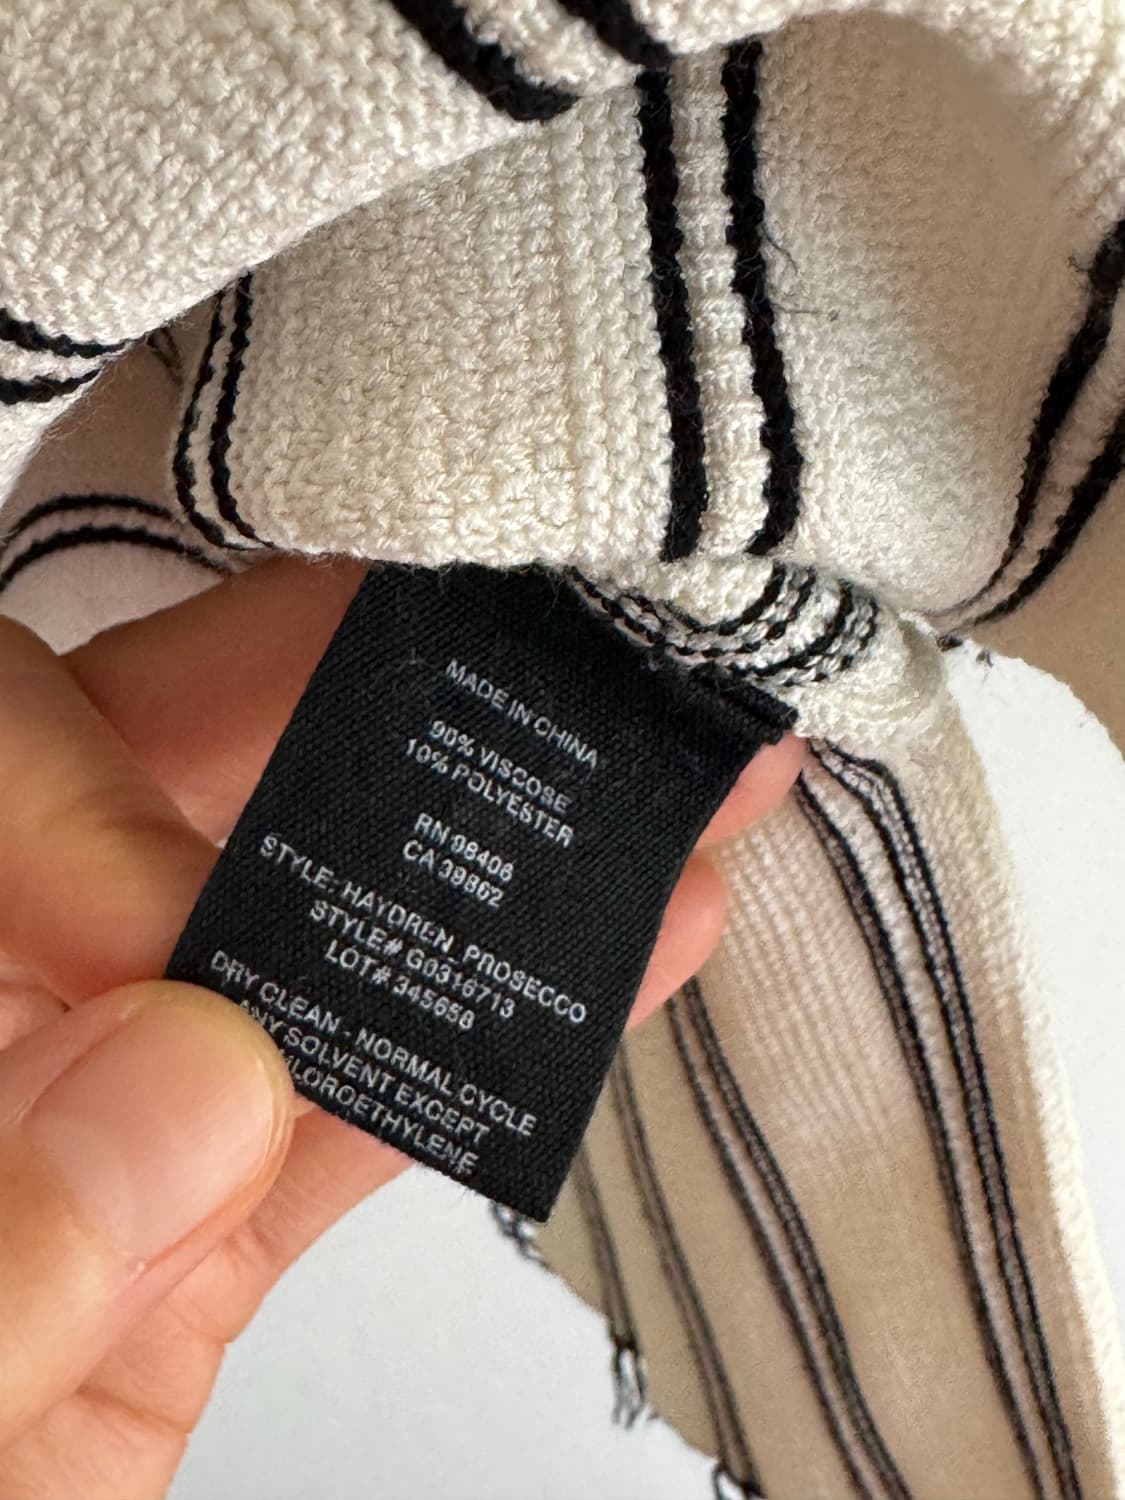 MADE IN CHINA
90% VISCOSE
10% POLYESTER
RN 98406
CA 39862
STYLE: HAYDREN_PROSECCO
STYLE# G0316713
LOT# 345658
DRY CLEAN - NORMAL CYCLE
ANY SOLVENT EXCEPT